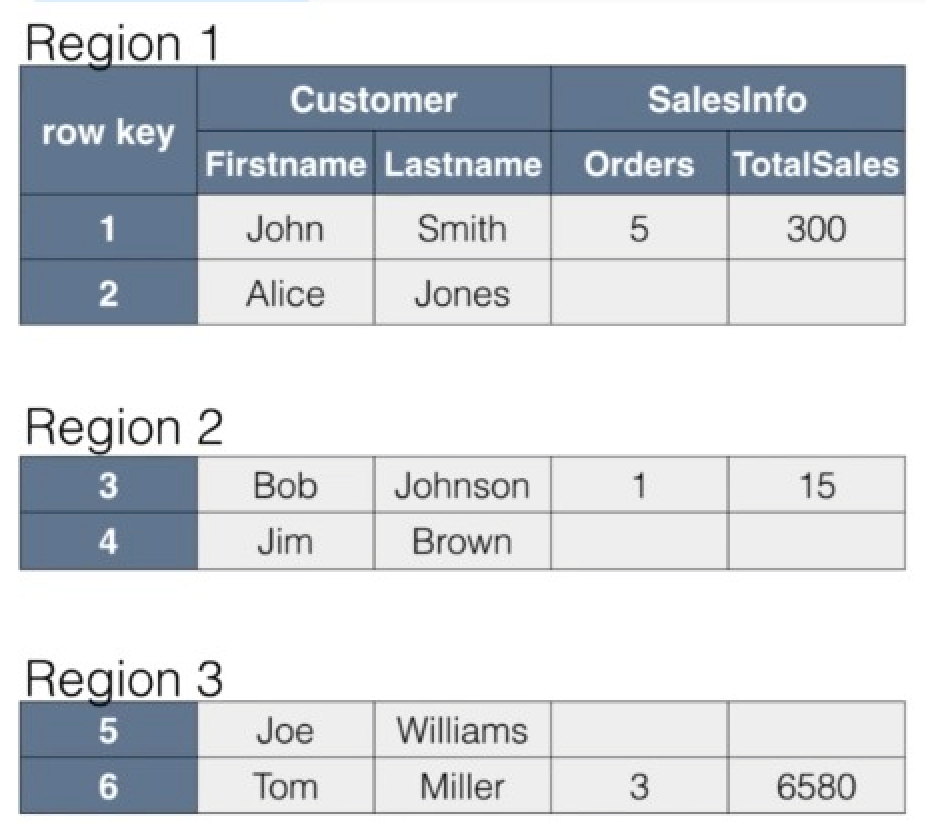 Region 1
row key Customer SalesInfo
Firstname Lastname Orders TotalSales
1 John Smith 5 300
2 Alice Jones
Region 2
3 Bob Johnson 1 15
4 Jim Brown
Region 3
5 Joe Williams
6 Tom Miller 3 6580